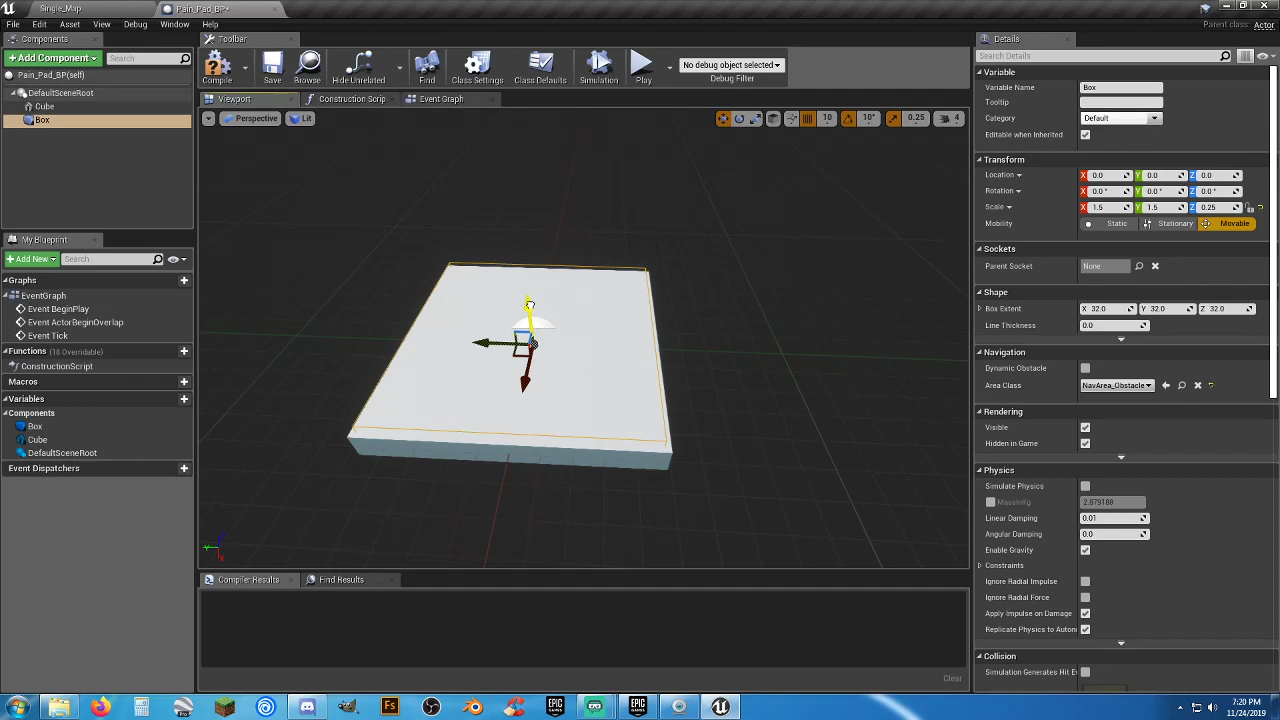 Single_Map
Pain_Pad_BP*
File Edit Asset View Debug Window Help
Parent class: Actor
Components
+Add Component
Search
Pain_Pad_BP(self)
DefaultSceneRoot
Cube
Box
My Blueprint
+Add New
Search
Graphs
EventGraph
Event BeginPlay
Event ActorBeginOverlap
Event Tick
Functions (18 Overridable)
ConstructionScript
Macros
Variables
Components
Box
Cube
DefaultSceneRoot
Event Dispatchers
Toolbar
Compile
Save
Browse
Hide Unrelated
Find
Class Settings
Class Defaults
Simulation
Play
No debug object selected
Debug Filter
Viewport
Construction Scrip
Event Graph
Perspective
Lit
10
10°
0.25
4
Compiler Results
Find Results
Clear
Details
Search Details
Variable
Variable Name Box
Tooltip
Category Default
Editable when Inherited
Transform
Location X 0.0 Y 0.0 Z 0.0
Rotation X 0.0 ° Y 0.0 ° Z 0.0 °
Scale X 1.5 Y 1.5 Z 0.25
Mobility Static Stationary Movable
Sockets
Parent Socket None
Shape
Box Extent X 32.0 Y 32.0 Z 32.0
Line Thickness 0.0
Navigation
Dynamic Obstacle
Area Class NavArea_Obstacle
Rendering
Visible
Hidden in Game
Physics
Simulate Physics
MassInKg 2.879188
Linear Damping 0.01
Angular Damping 0.0
Enable Gravity
Constraints
Ignore Radial Impulse
Ignore Radial Force
Apply Impulse on Damage
Replicate Physics to Autono
Collision
Simulation Generates Hit E
7:20 PM
11/24/2019